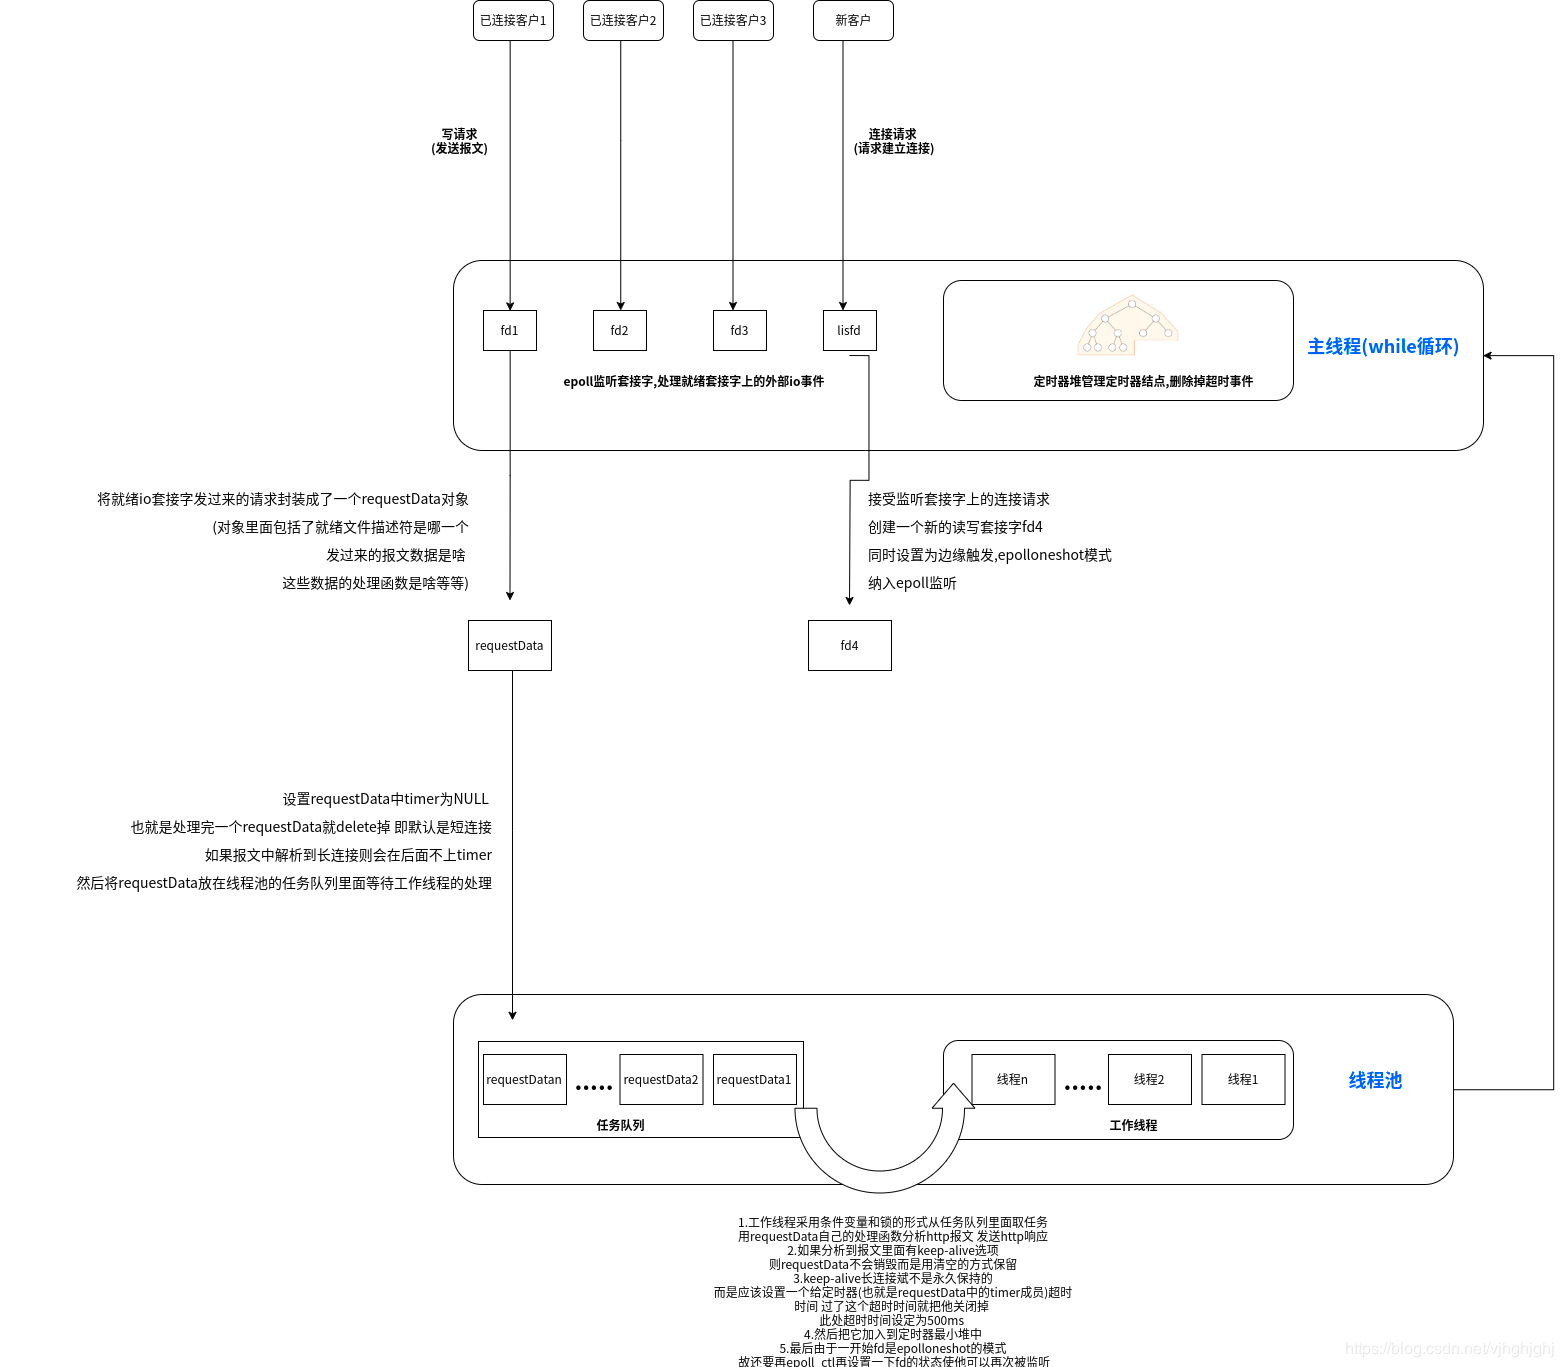 已连接客户1
已连接客户2
已连接客户3
新客户
写请求
(发送报文)
连接请求
(请求建立连接)
fd1
fd2
fd3
lisfd
epoll监听套接字,处理就绪套接字上的外部io事件
定时器堆管理定时器结点,删除掉超时事件
主线程(while循环)
将就绪io套接字发过来的请求封装成了一个requestData对象
(对象里面包括了就绪文件描述符是哪一个
发过来的报文数据是啥
这些数据的处理函数是啥等等)
接受监听套接字上的连接请求
创建一个新的读写套接字fd4
同时设置为边缘触发,epolloneshot模式
纳入epoll监听
requestData
fd4
设置requestData中timer为NULL
也就是处理完一个requestData就delete掉 即默认是短连接
如果报文中解析到长连接则会在后面不上timer
然后将requestData放在线程池的任务队列里面等待工作线程的处理
requestDatan
•••••
requestData2
requestData1
任务队列
线程n
•••••
线程2
线程1
工作线程
线程池
1.工作线程采用条件变量和锁的形式从任务队列里面取任务
用requestData自己的处理函数分析http报文 发送http响应
2.如果分析到报文里面有keep-alive选项
则requestData不会销毁而是用清空的方式保留
3.keep-alive长连接斌不是永久保持的
而是应该设置一个给定时器(也就是requestData中的timer成员)超时
时间 过了这个超时时间就把他关闭掉
此处超时时间设定为500ms
4.然后把它加入到定时器最小堆中
5.最后由于一开始fd是epolloneshot的模式
故还要再epoll_ctl再设置一下fd的状态使他可以再次被监听
https://blog.csdn.net/vjhghjghj